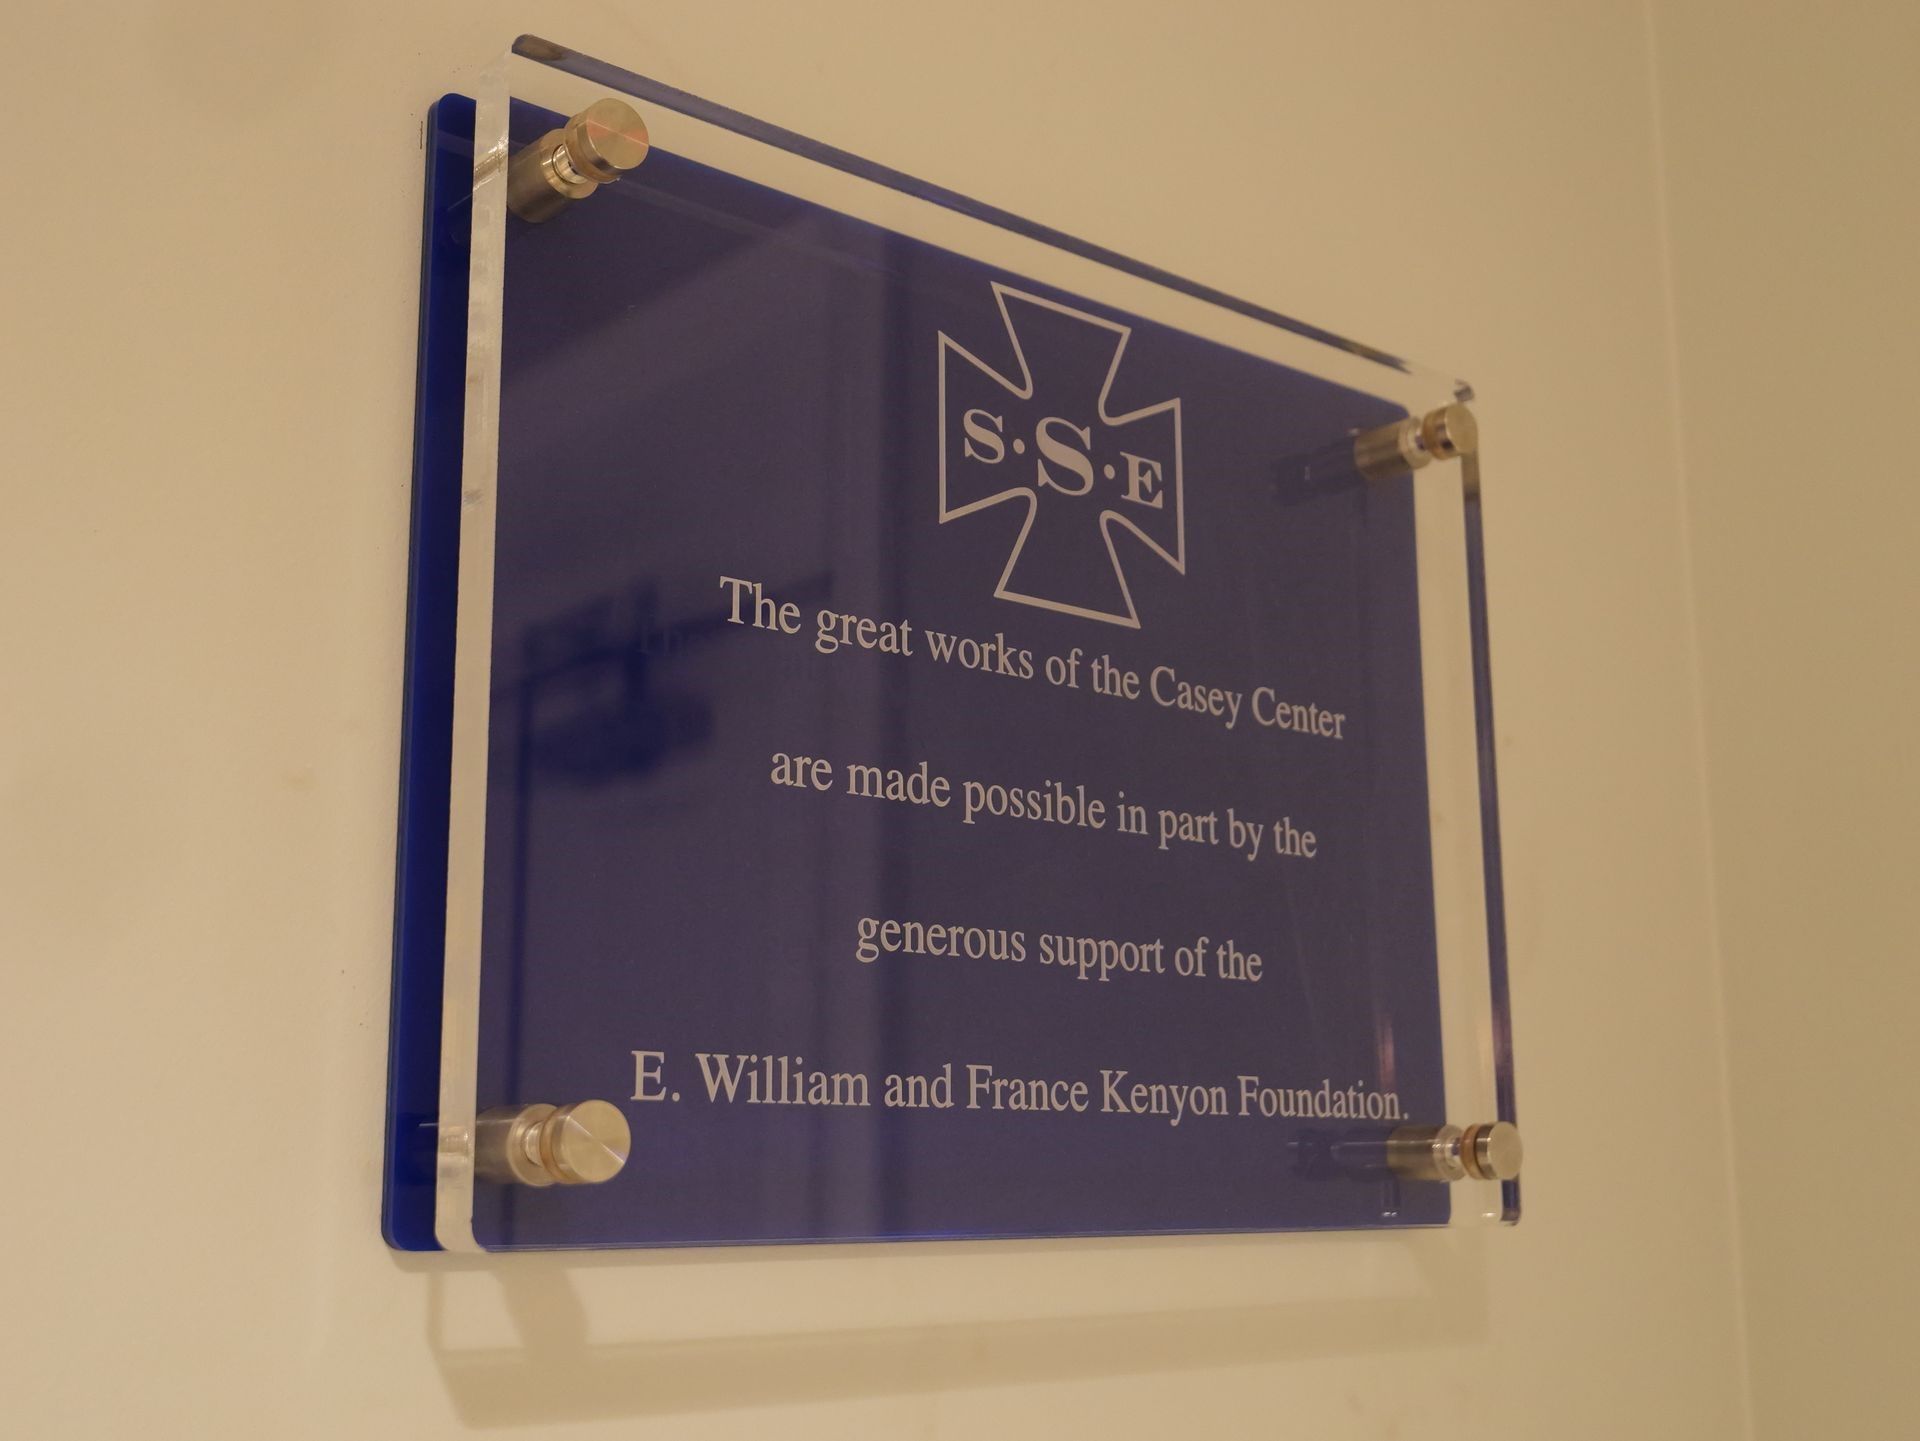 S·S·E
The great works of the Casey Center
are made possible in part by the
generous support of the
E. William and France Kenyon Foundation.